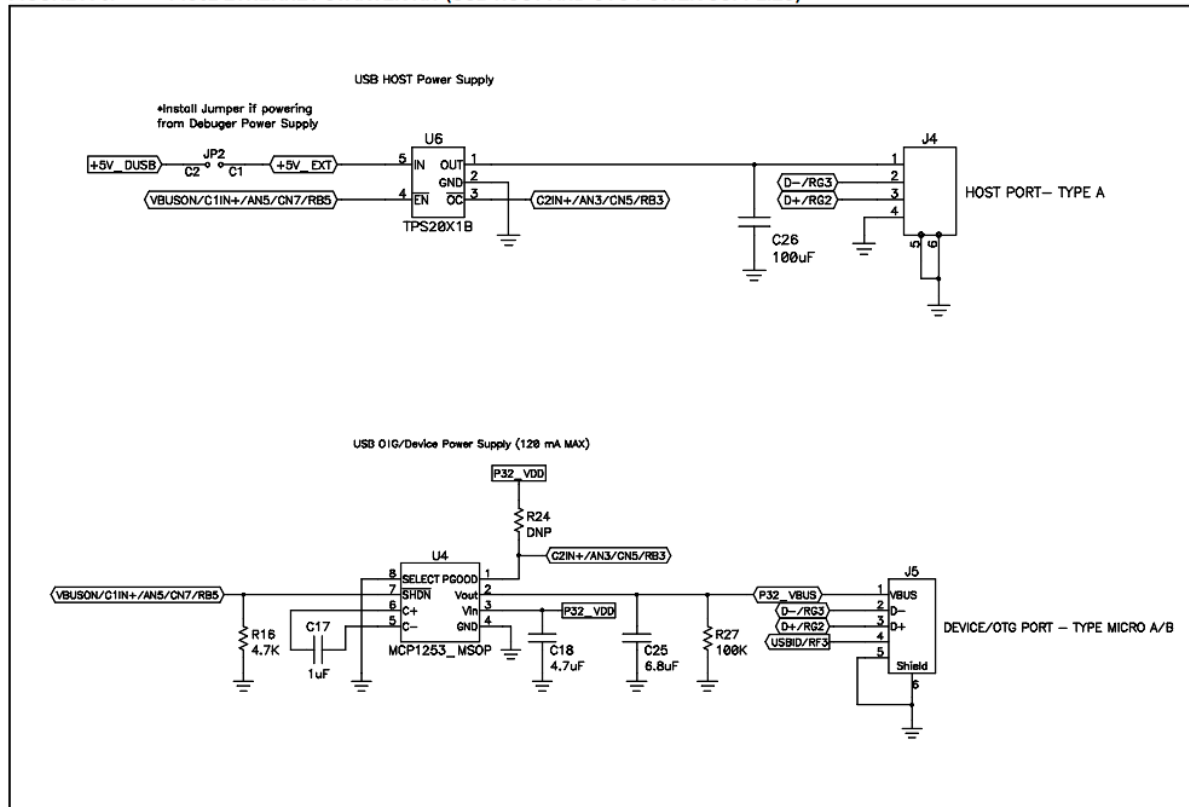 USB HOST Power Supply
*Install Jumper if powering
from Debuger Power Supply
U6
J4
JP2
+5V_DUSB
C2
C1
+5V_EXT
5
IN
OUT
1
1
GND
2
2
D-/RG3
VBUSON/C1IN+/AN5/CN7/RB5
4
EN
OC
3
C2IN+/AN3/CN5/RB3
D+/RG2
3
4
HOST PORT- TYPE A
TPS20X1B
C26
100uF
5
6
USB OIG/Device Power Supply (120 mA MAX)
P32_VDD
R24
DNP
U4
C2IN+/AN3/CN5/RB3
J5
8
SELECT
PGOOD
1
VBUSON/C1IN+/AN5/CN7/RB5
7
SHDN
Vout
2
P32_VBUS
1
VBUS
6
C+
Vin
3
P32_VDD
D-/RG3
2
D-
5
C-
GND
4
D+/RG2
3
D+
USBID/RF3
4
5
DEVICE/OTG PORT - TYPE MICRO A/B
R16
4.7K
C17
1uF
MCP1253_MSOP
C18
4.7uF
C25
6.8uF
R27
100K
Shield
6